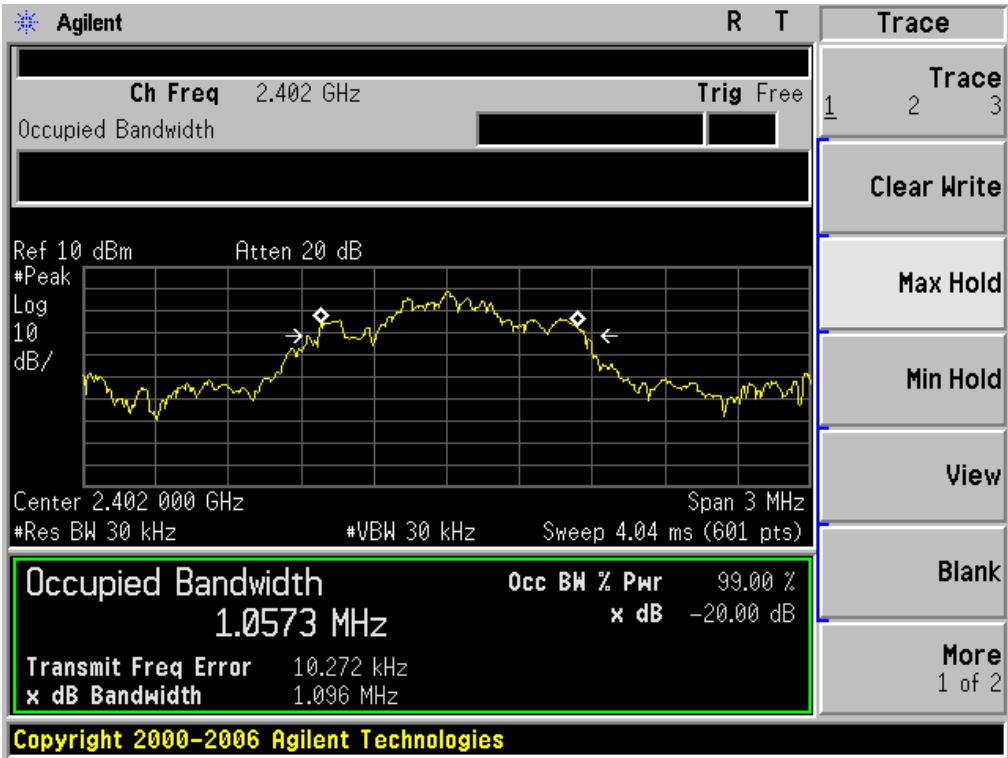 Agilent R T Trace
Ch Freq 2.402 GHz Trig Free
Occupied Bandwidth
Trace
1 2 3
Clear Write
Max Hold
Min Hold
View
Blank
More
1 of 2
Ref 10 dBm Atten 20 dB
#Peak
Log
10
dB/
Center 2.402 000 GHz Span 3 MHz
#Res BW 30 kHz #VBW 30 kHz Sweep 4.04 ms (601 pts)
Occupied Bandwidth Occ BW % Pwr 99.00 %
1.0573 MHz x dB -20.00 dB
Transmit Freq Error 10.272 kHz
x dB Bandwidth 1.096 MHz
Copyright 2000-2006 Agilent Technologies